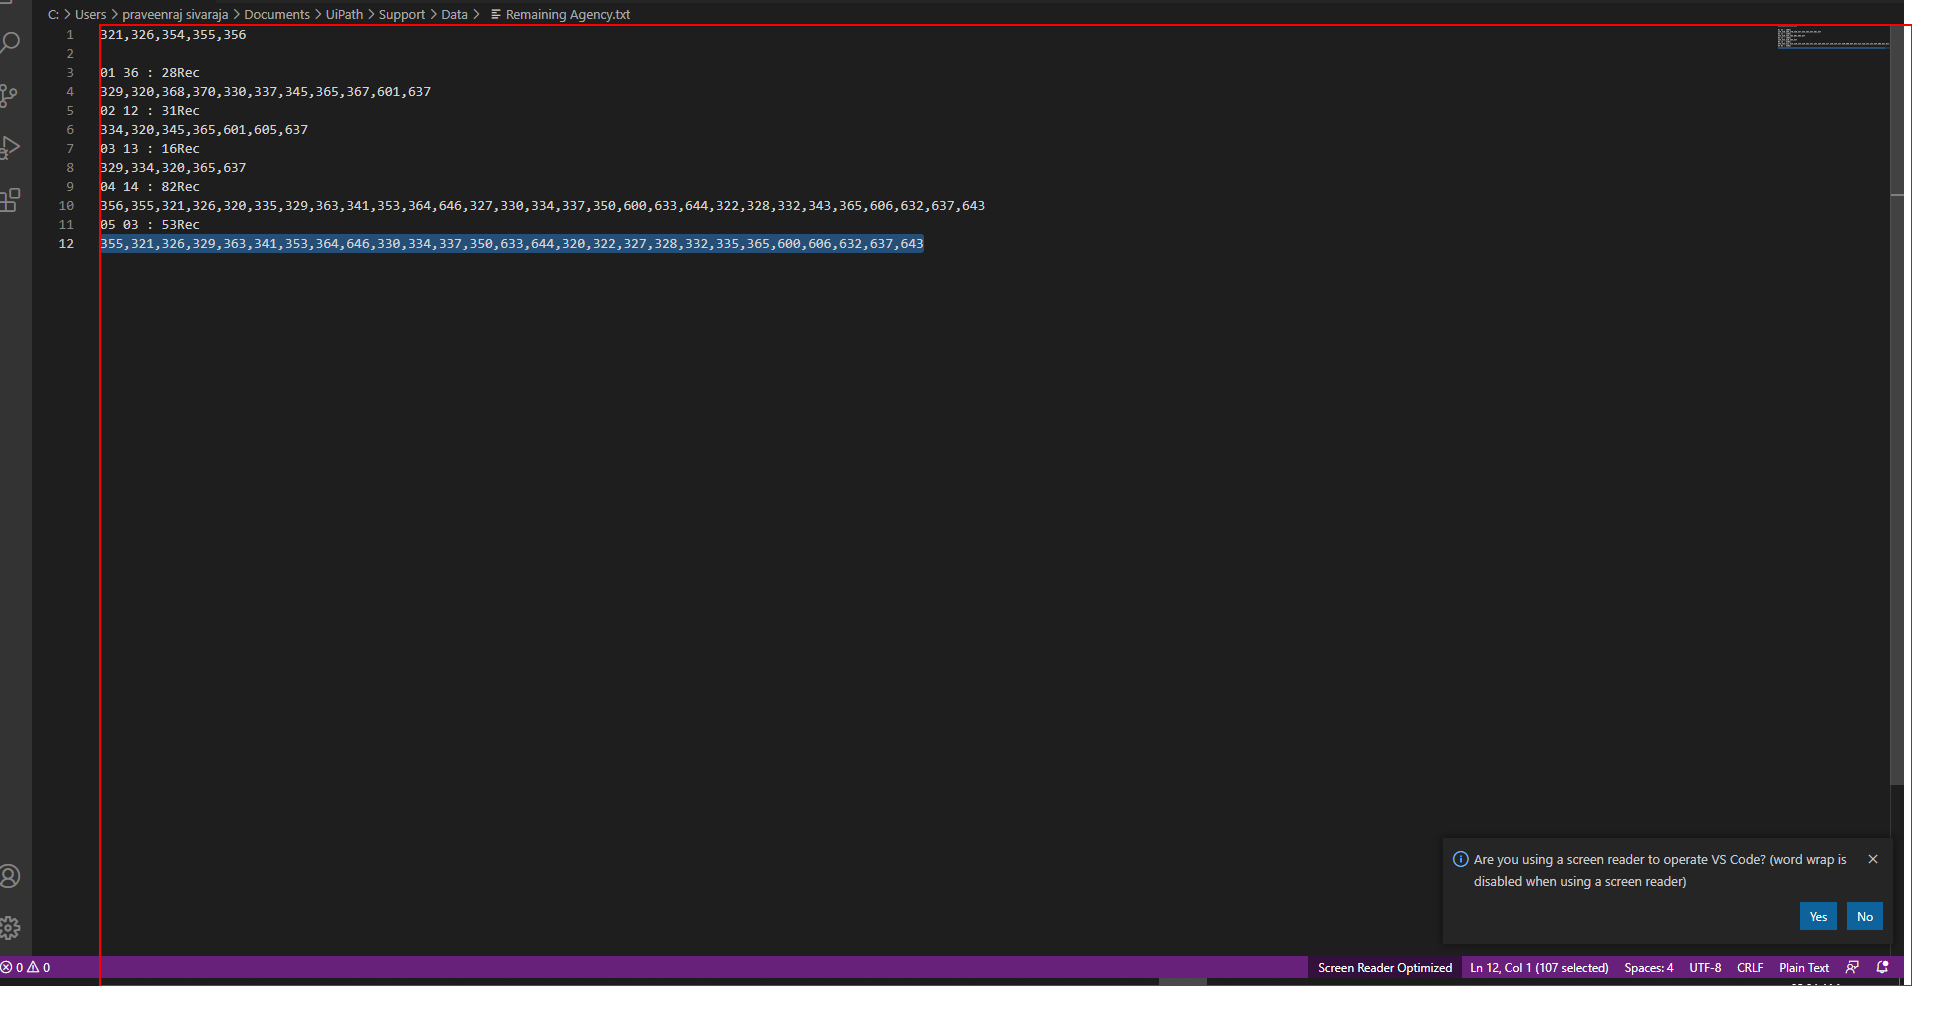 C: > Users > praveenraj sivaraja > Documents > UiPath > Support > Data > Remaining Agency.txt
1 321,326,354,355,356
2
3 01 36 : 28Rec
4 329,320,368,370,330,337,345,365,367,601,637
5 02 12 : 31Rec
6 334,320,345,365,601,605,637
7 03 13 : 16Rec
8 329,334,320,365,637
9 04 14 : 82Rec
10 356,355,321,326,320,335,329,363,341,353,364,646,327,330,334,337,350,600,633,644,322,328,332,343,365,606,632,637,643
11 05 03 : 53Rec
12 355,321,326,329,363,341,353,364,646,330,334,337,350,633,644,320,322,327,328,332,335,365,600,606,632,637,643
Are you using a screen reader to operate VS Code? (word wrap is
disabled when using a screen reader)
Yes No
0 0 Screen Reader Optimized Ln 12, Col 1 (107 selected) Spaces: 4 UTF-8 CRLF Plain Text